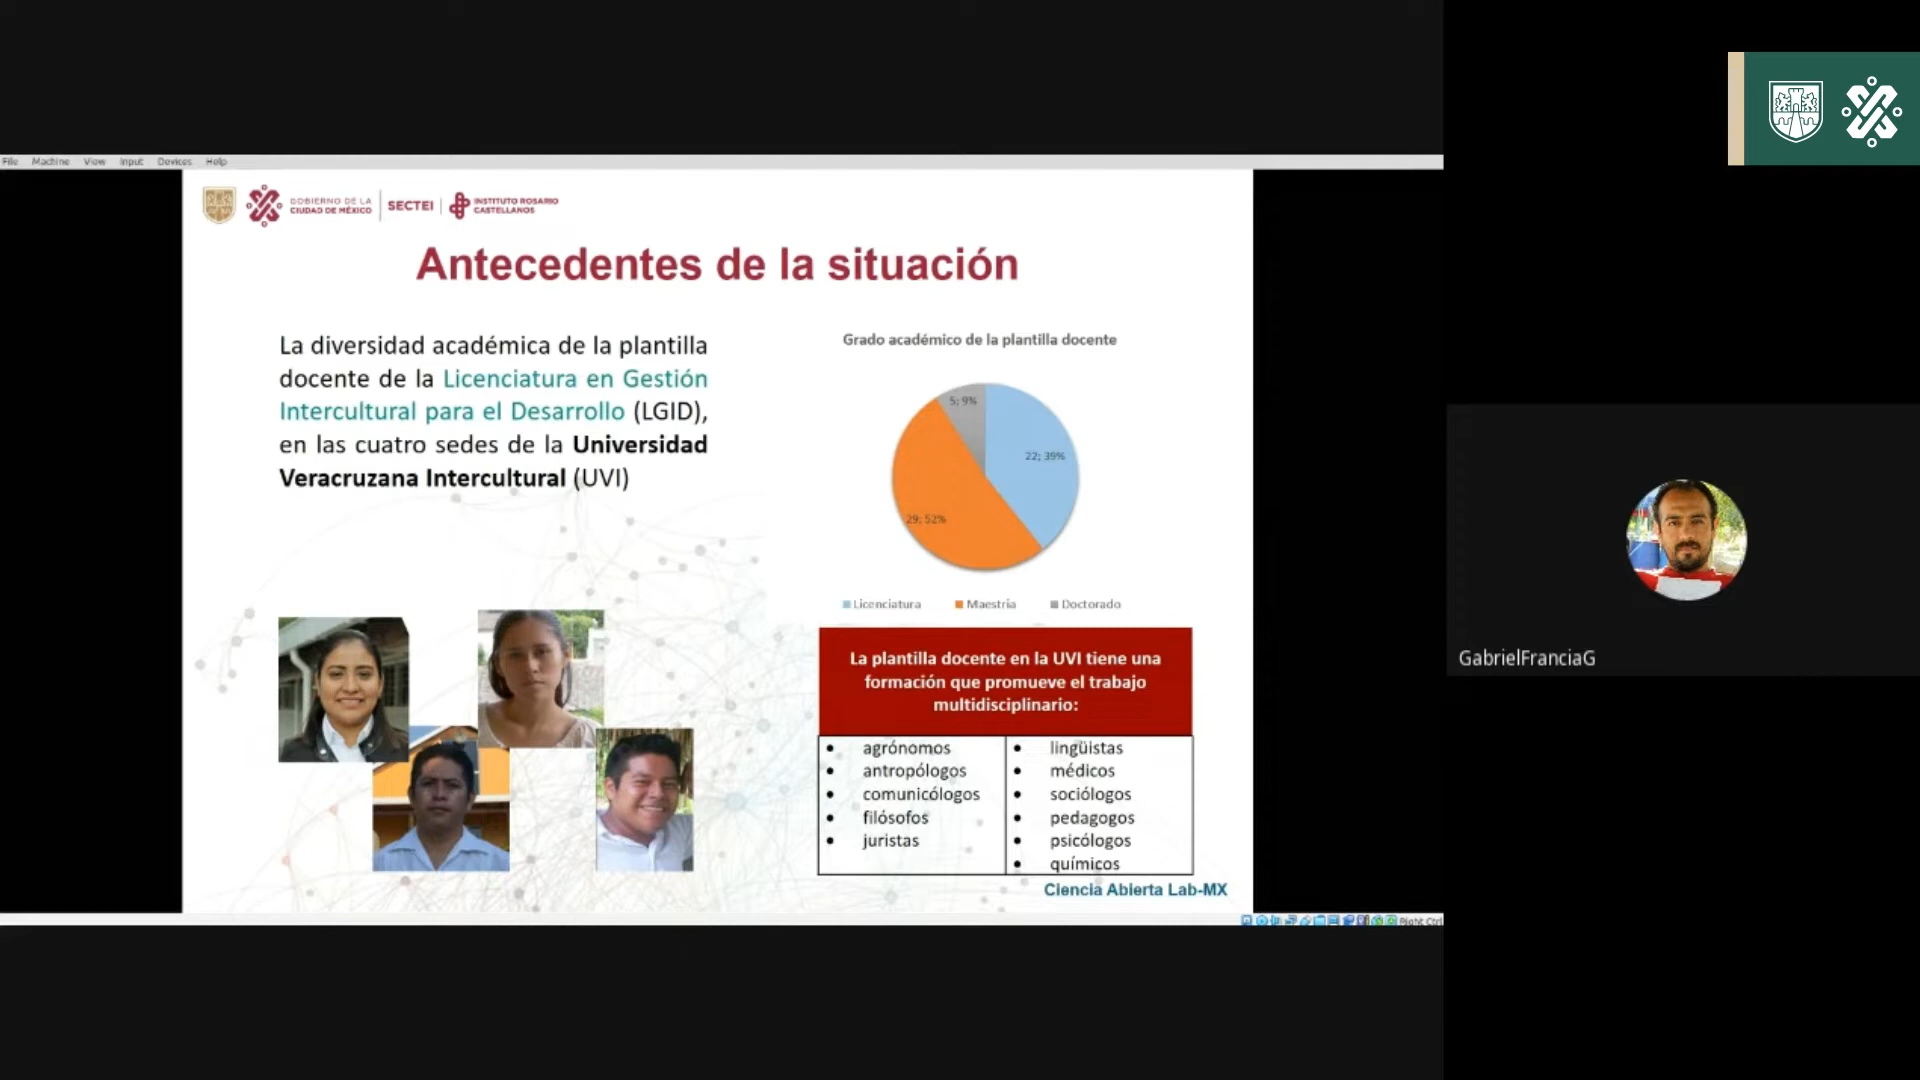 File Machine View Input Devices Help
GOBIERNO DE LA
CIUDAD DE MÉXICO
SECTEI
INSTITUTO ROSARIO
CASTELLANOS
Antecedentes de la situación
La diversidad académica de la plantilla
docente de la Licenciatura en Gestión
Intercultural para el Desarrollo (LGID),
en las cuatro sedes de la Universidad
Veracruzana Intercultural (UVI)
Grado académico de la plantilla docente
5; 9%
22; 39%
29; 52%
Licenciatura Maestria Doctorado
La plantilla docente en la UVI tiene una
formación que promueve el trabajo
multidisciplinario:
• agrónomos
• antropólogos
• comunicólogos
• filósofos
• juristas
• lingüistas
• médicos
• sociólogos
• pedagogos
• psicólogos
• químicos
Ciencia Abierta Lab-MX
Right Ctrl
GabrielFranciaG